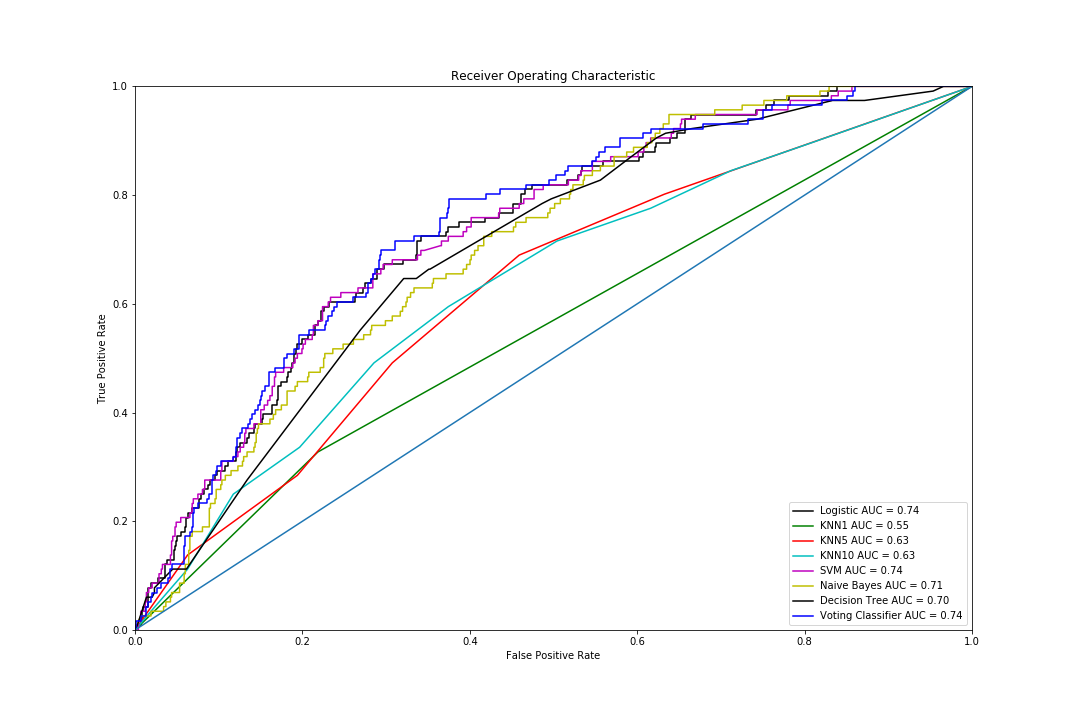 Receiver Operating Characteristic
1.0
0.8
0.6
0.4
0.2
0.0
True Positive Rate
0.0 0.2 0.4 0.6 0.8 1.0
False Positive Rate
Logistic AUC = 0.74
KNN1 AUC = 0.55
KNN5 AUC = 0.63
KNN10 AUC = 0.63
SVM AUC = 0.74
Naive Bayes AUC = 0.71
Decision Tree AUC = 0.70
Voting Classifier AUC = 0.74